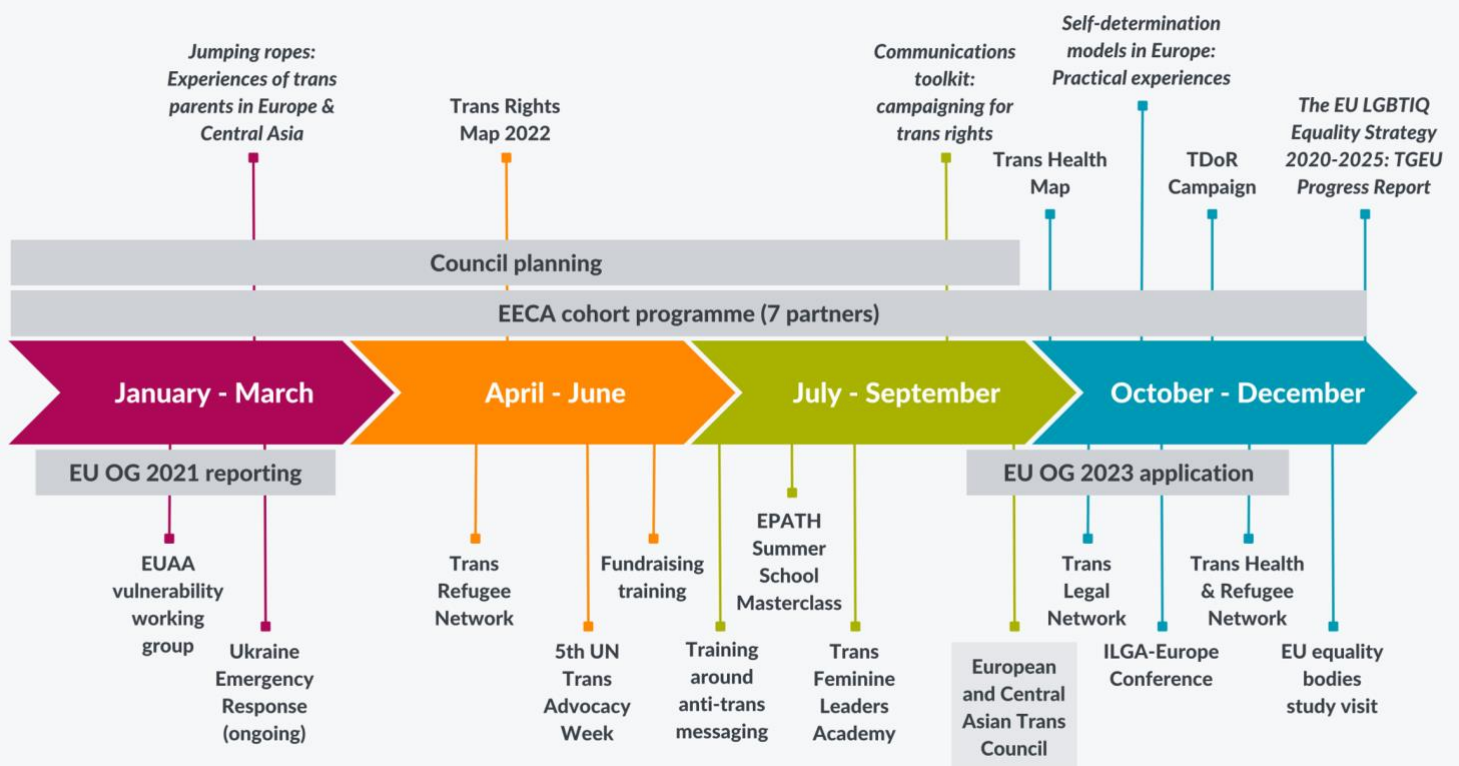 Jumping ropes:
Experiences of trans
parents in Europe &
Central Asia
Trans Rights
Map 2022
Communications
toolkit:
campaigning for
trans rights
Trans Health
Map
Self-determination
models in Europe:
Practical experiences
TDoR
Campaign
The EU LGBTIQ
Equality Strategy
2020-2025: TGEU
Progress Report
Council planning
EECA cohort programme (7 partners)
January - March
April - June
July - September
October - December
EU OG 2021 reporting
EU OG 2023 application
EUAA
vulnerability
working
group
Ukraine
Emergency
Response
(ongoing)
Trans
Refugee
Network
5th UN
Trans
Advocacy
Week
Fundraising
training
Training
around
anti-trans
messaging
EPATH
Summer
School
Masterclass
Trans
Feminine
Leaders
Academy
European
and Central
Asian Trans
Council
Trans
Legal
Network
ILGA-Europe
Conference
Trans Health
& Refugee
Network
EU equality
bodies
study visit